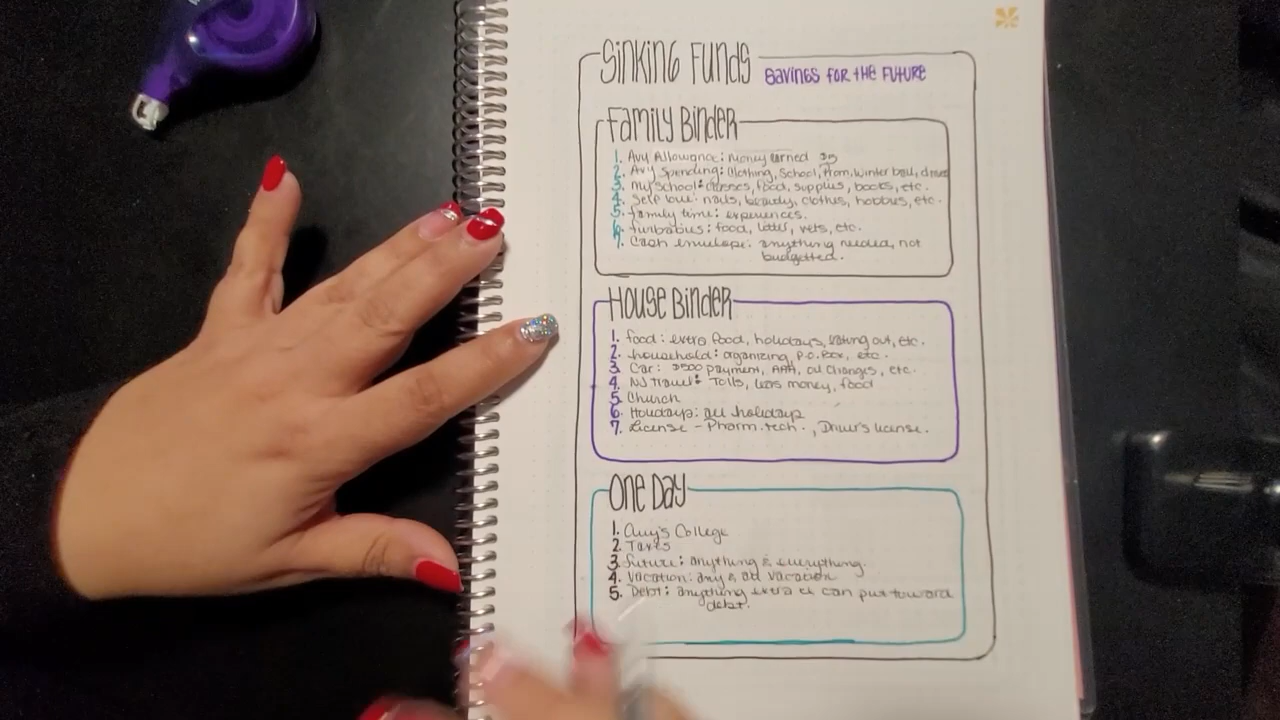 Sinking Funds Savings for the Future
Family Binder
1. Avy Allowance: money earned
2. Avy Spending: Clothing, School, Prom, Winter ball,
3. My School: classes, food, supplies, books, etc.
4. Self love: nails, beauty, clothes, hobbies, etc.
5. family time: experiences.
6. furbabies: food, litter, vets, etc.
7. Cash envelope: anything needed, not
budgetted.
House Binder
1. food: extra food, holidays, eating out, etc.
2. household: organizing, P.O. Box, etc.
3. Car: $500 payment, AAA, oil changes, etc.
4. NJ travel: Tolls, money, food
5. Church
6. Holidays: all holidays
7. License - Pharm. tech., Driver's license.
One Day
1. Avy's College
2. Taxes
3. future: anything & everything.
4. Vacation: any & all vacation
5. Debt: anything extra I can put toward
debt.